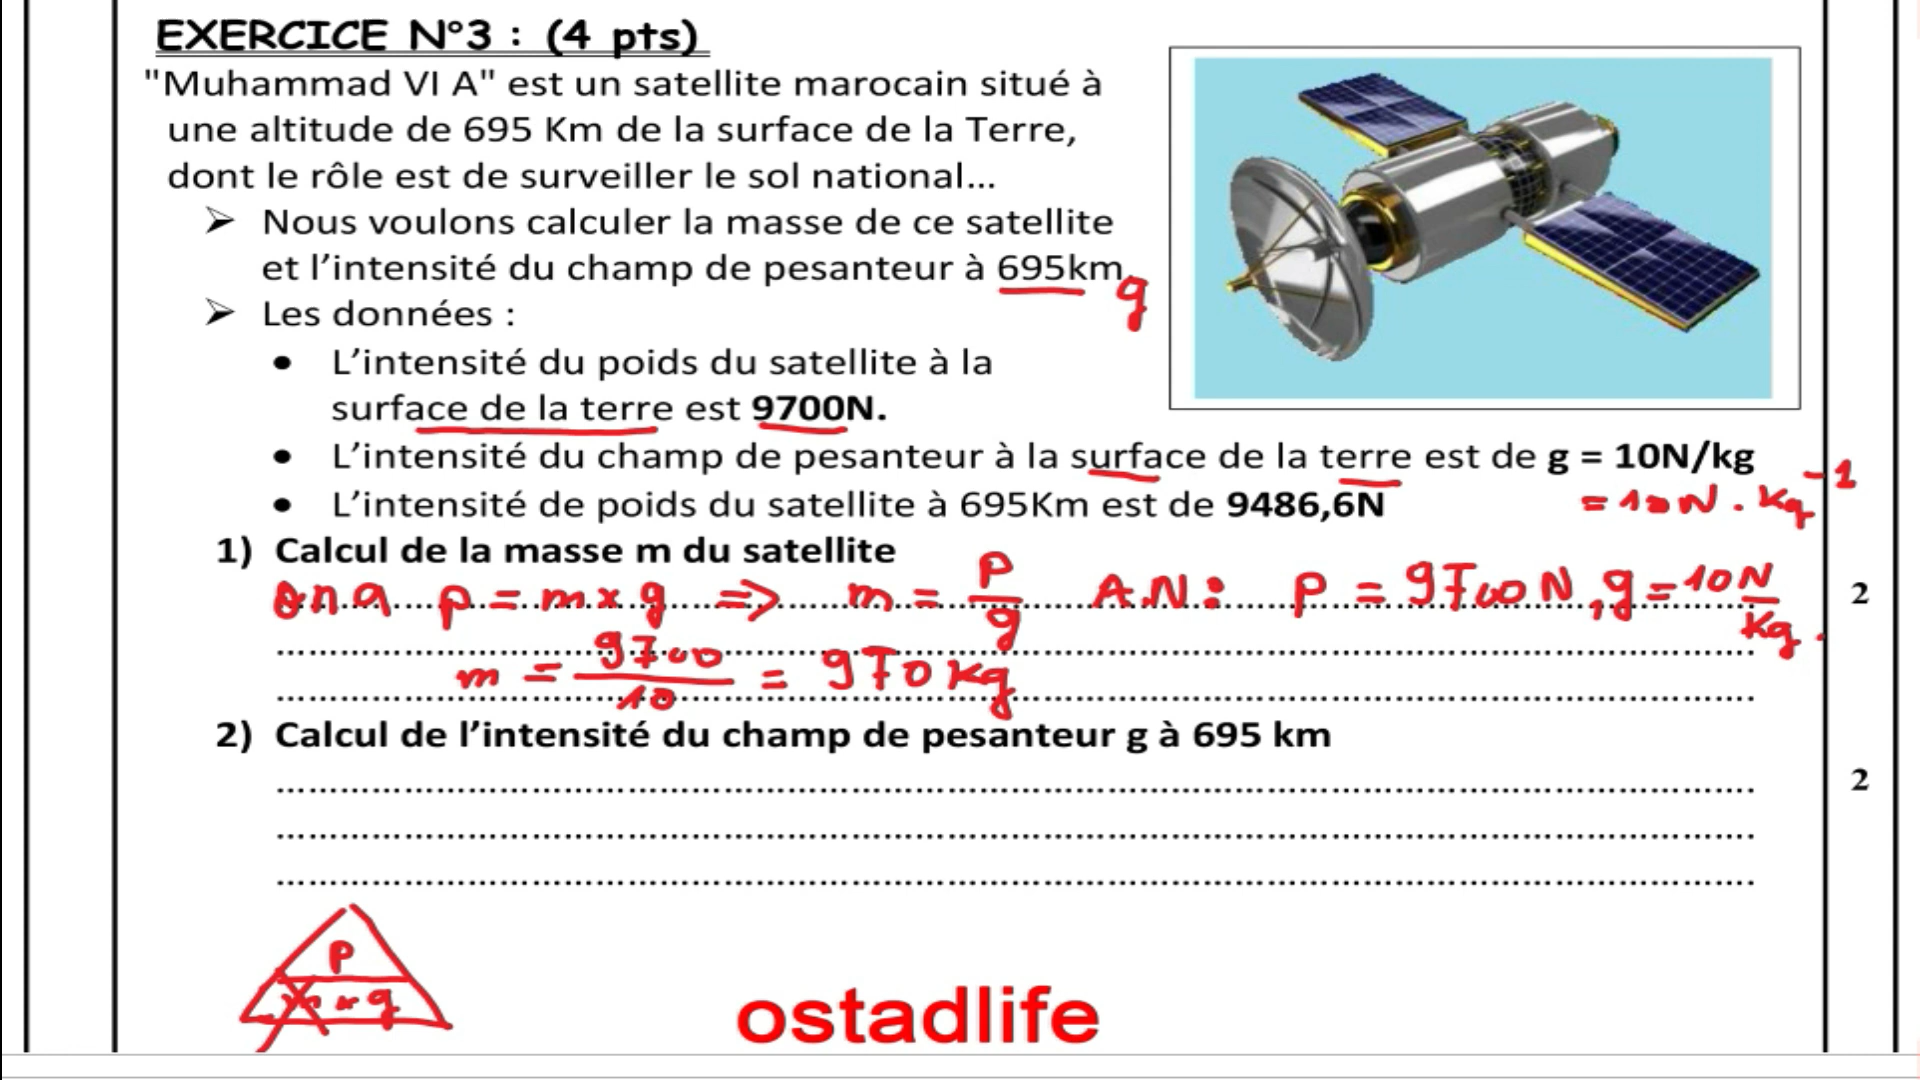 EXERCICE N°3 : (4 pts)
"Muhammad VI A" est un satellite marocain situé à
une altitude de 695 Km de la surface de la Terre,
dont le rôle est de surveiller le sol national...
➢ Nous voulons calculer la masse de ce satellite
et l'intensité du champ de pesanteur à 695km.
g
➢ Les données :
• L'intensité du poids du satellite à la
surface de la terre est 9700N.
• L'intensité du champ de pesanteur à la surface de la terre est de g = 10N/kg
= 10N.kg⁻¹
• L'intensité de poids du satellite à 695Km est de 9486,6N
1) Calcul de la masse m du satellite
On a p = m x g => m = P/g A.N: P = 9700N, g = 10N/kg.
2
m = 9700/10 = 970kg
2) Calcul de l'intensité du champ de pesanteur g à 695 km
2
P
m x g
ostadlife